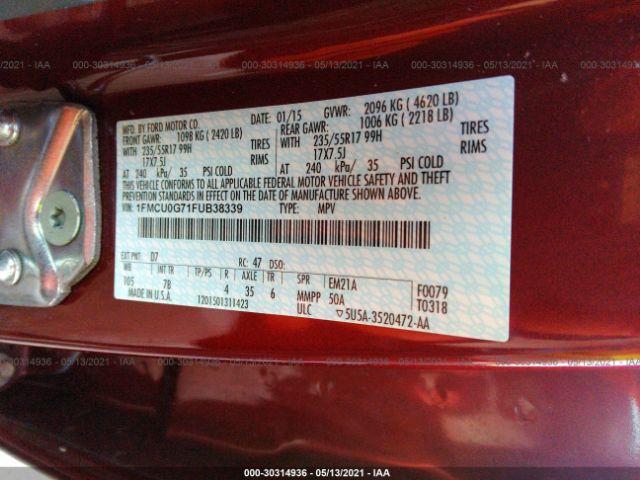 000-30314936 - 05/13/2021 - IAA
MFD. BY FORD MOTOR CO. DATE: 01/15 GVWR: 2096 KG ( 4620 LB)
FRONT GAWR: 1098 KG ( 2420 LB) REAR GAWR: 1006 KG ( 2218 LB)
WITH 235/55R17 99H TIRES WITH 235/55R17 99H TIRES
17X7.5J RIMS 17X7.5J RIMS
AT 240 kPa/ 35 PSI COLD AT 240 kPa/ 35 PSI COLD
THIS VEHICLE CONFORMS TO ALL APPLICABLE FEDERAL MOTOR VEHICLE SAFETY AND THEFT
PREVENTION STANDARDS IN EFFECT ON THE DATE OF MANUFACTURE SHOWN ABOVE.
VIN: 1FMCU0G71FUB38339 TYPE: MPV
EXT PNT: D7 RC: 47 DSO:
WB INT TR TP/PS R AXLE TR SPR EM21A F0079
105 7B 4 35 6 MMPP 50A T0318
MADE IN U.S.A. 1201501311423 ULC 5U5A-3520472-AA
000-30314936 - 05/13/2021 - IAA